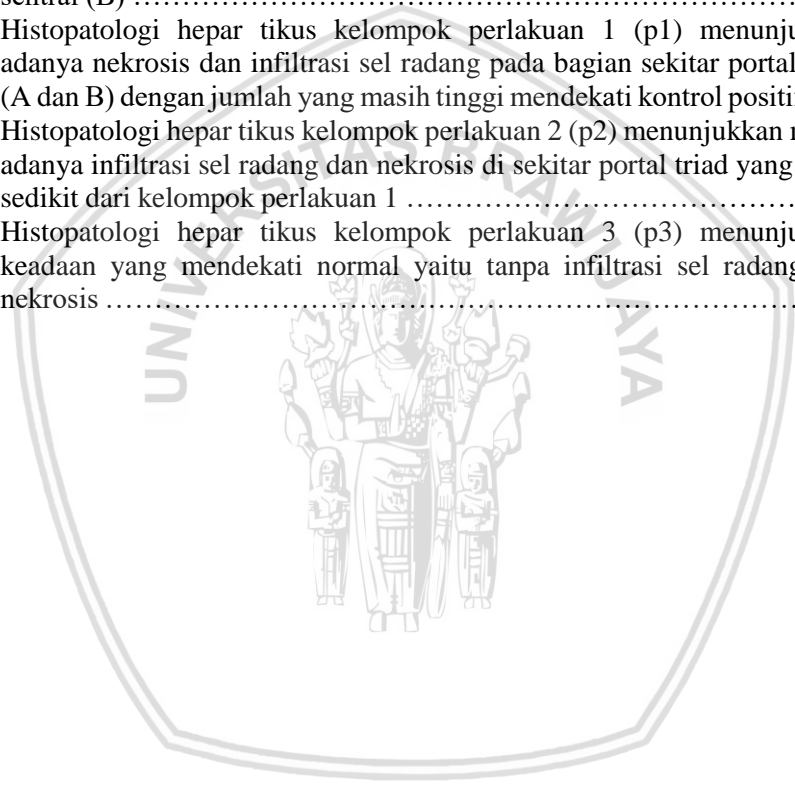 sentral (B) ……………………………………………………………
Histopatologi hepar tikus kelompok perlakuan 1 (p1)
adanya nekrosis dan infiltrasi sel radang pada bagian sekitar portal
(A dan B) dengan jumlah yang masih tinggi mendekati kontrol positif
Histopatologi hepar tikus kelompok perlakuan 2 (p2) menunjukkan
adanya infiltrasi sel radang dan nekrosis di sekitar portal triad yang
sedikit dari kelompok perlakuan 1 …………………………………
Histopatologi hepar tikus kelompok perlakuan 3 (p3)
keadaan yang mendekati normal yaitu tanpa infiltrasi sel radang
nekrosis ……………………………………………………………
UNIVERSITAS BRAWIJAYA